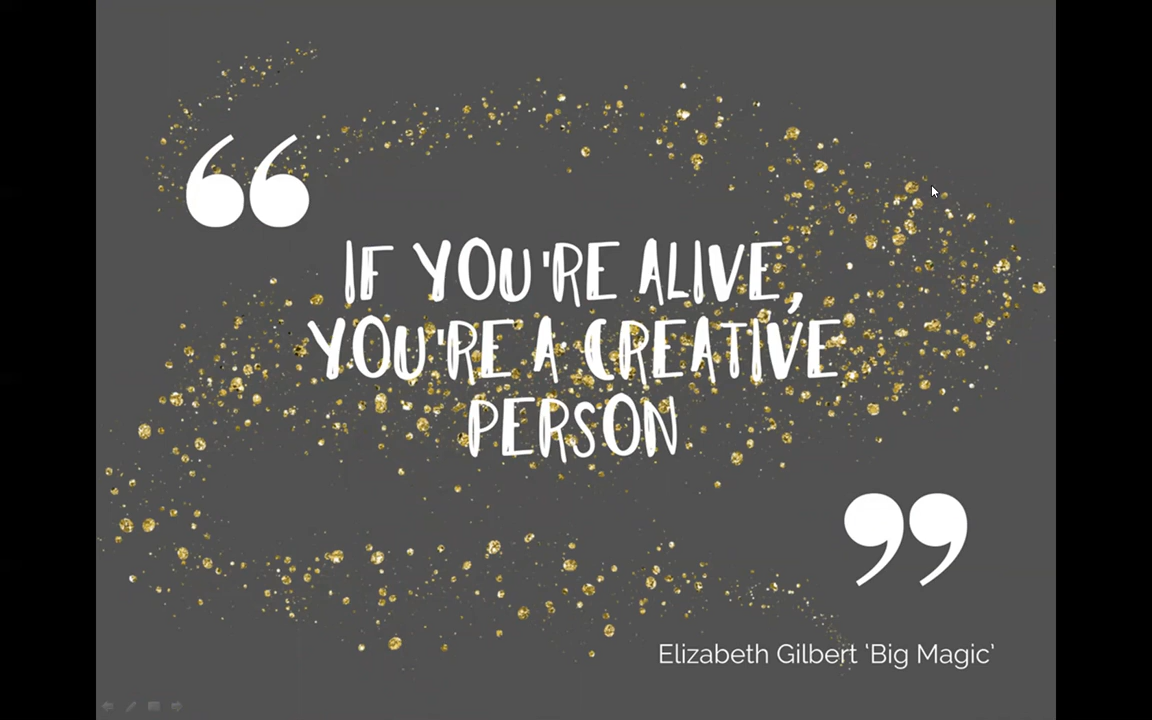 “
IF YOU'RE ALIVE,
YOU'RE A CREATIVE
PERSON
”
Elizabeth Gilbert ‘Big Magic’